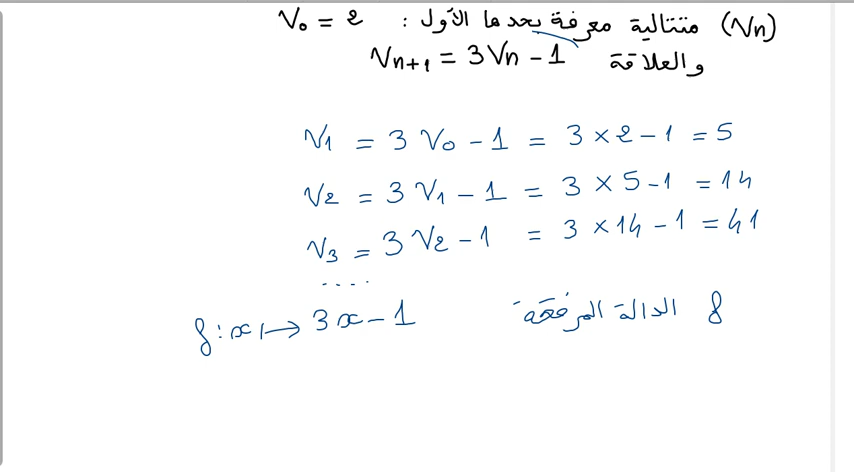 (Vn) متتالية معرفة بحدها الأول : V₀ = 2
والعلاقة Vn+1 = 3Vn - 1
V₁ = 3 V₀ - 1 = 3 × 2 - 1 = 5
V₂ = 3 V₁ - 1 = 3 × 5 - 1 = 14
V₃ = 3 V₂ - 1 = 3 × 14 - 1 = 41
....
f الدالة المرفقة f : x ↦ 3x - 1